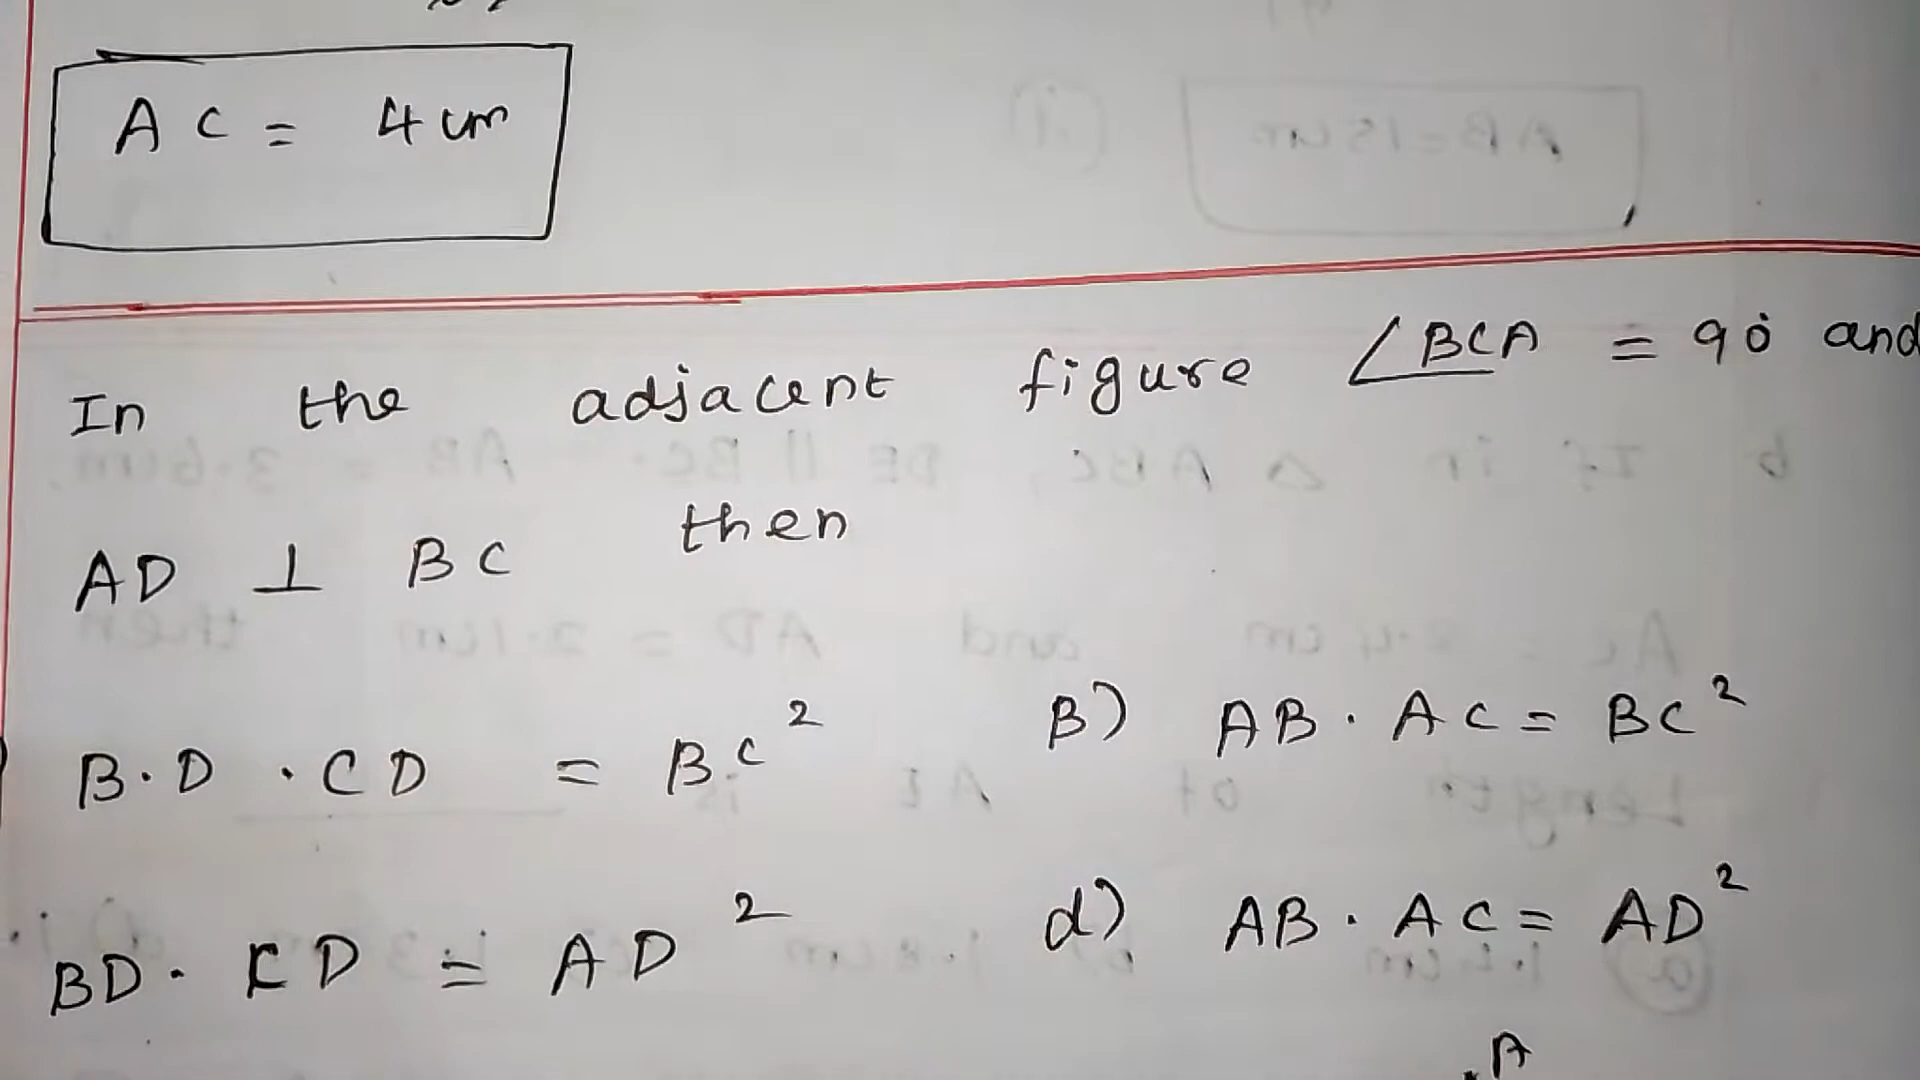 AC = 4 cm
In the adjacent figure ∠BCA = 90° and
AD ⊥ BC then
B.D . CD = BC²
B) AB . AC = BC²
BD . CD = AD²
d) AB . AC = AD²
A